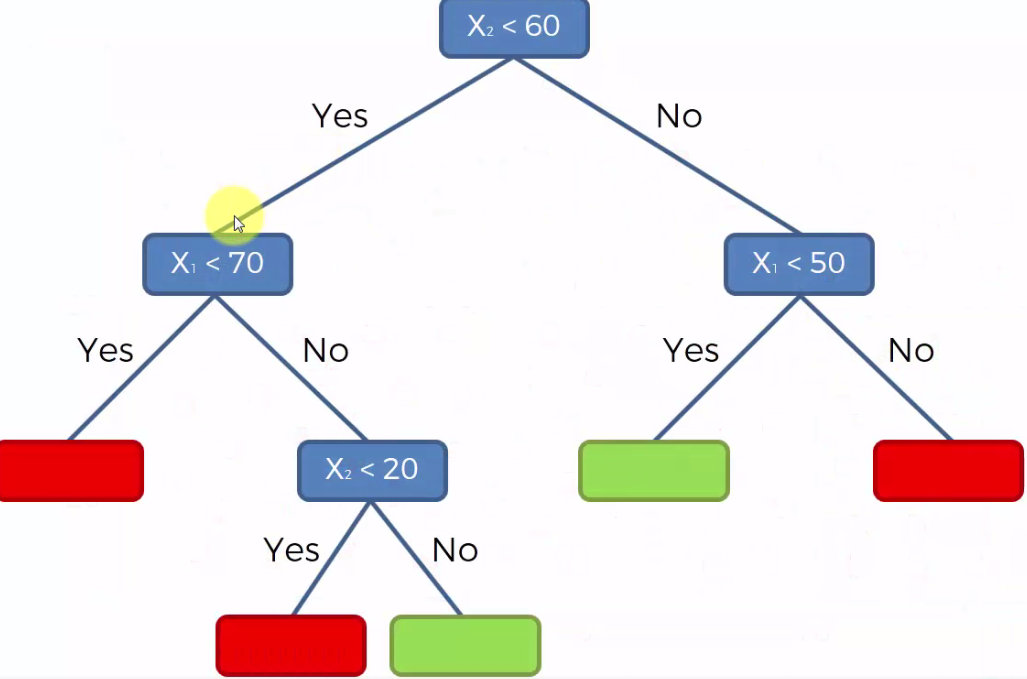 X₂ < 60
Yes
No
X₁ < 70
X₁ < 50
Yes
No
Yes
No
X₂ < 20
Yes
No